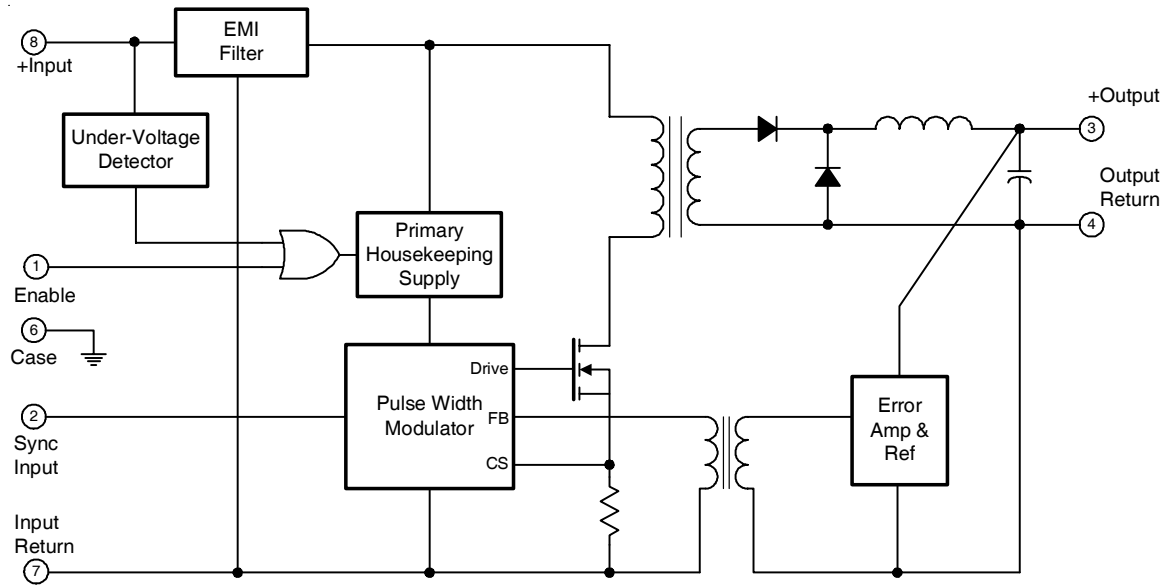 8
+Input
EMI
Filter
+Output
3
Under-Voltage
Detector
Output
Return
4
Primary
Housekeeping
Supply
1
Enable
6
Case
Drive
Pulse Width
Modulator
FB
CS
Error
Amp &
Ref
2
Sync
Input
Input
Return
7